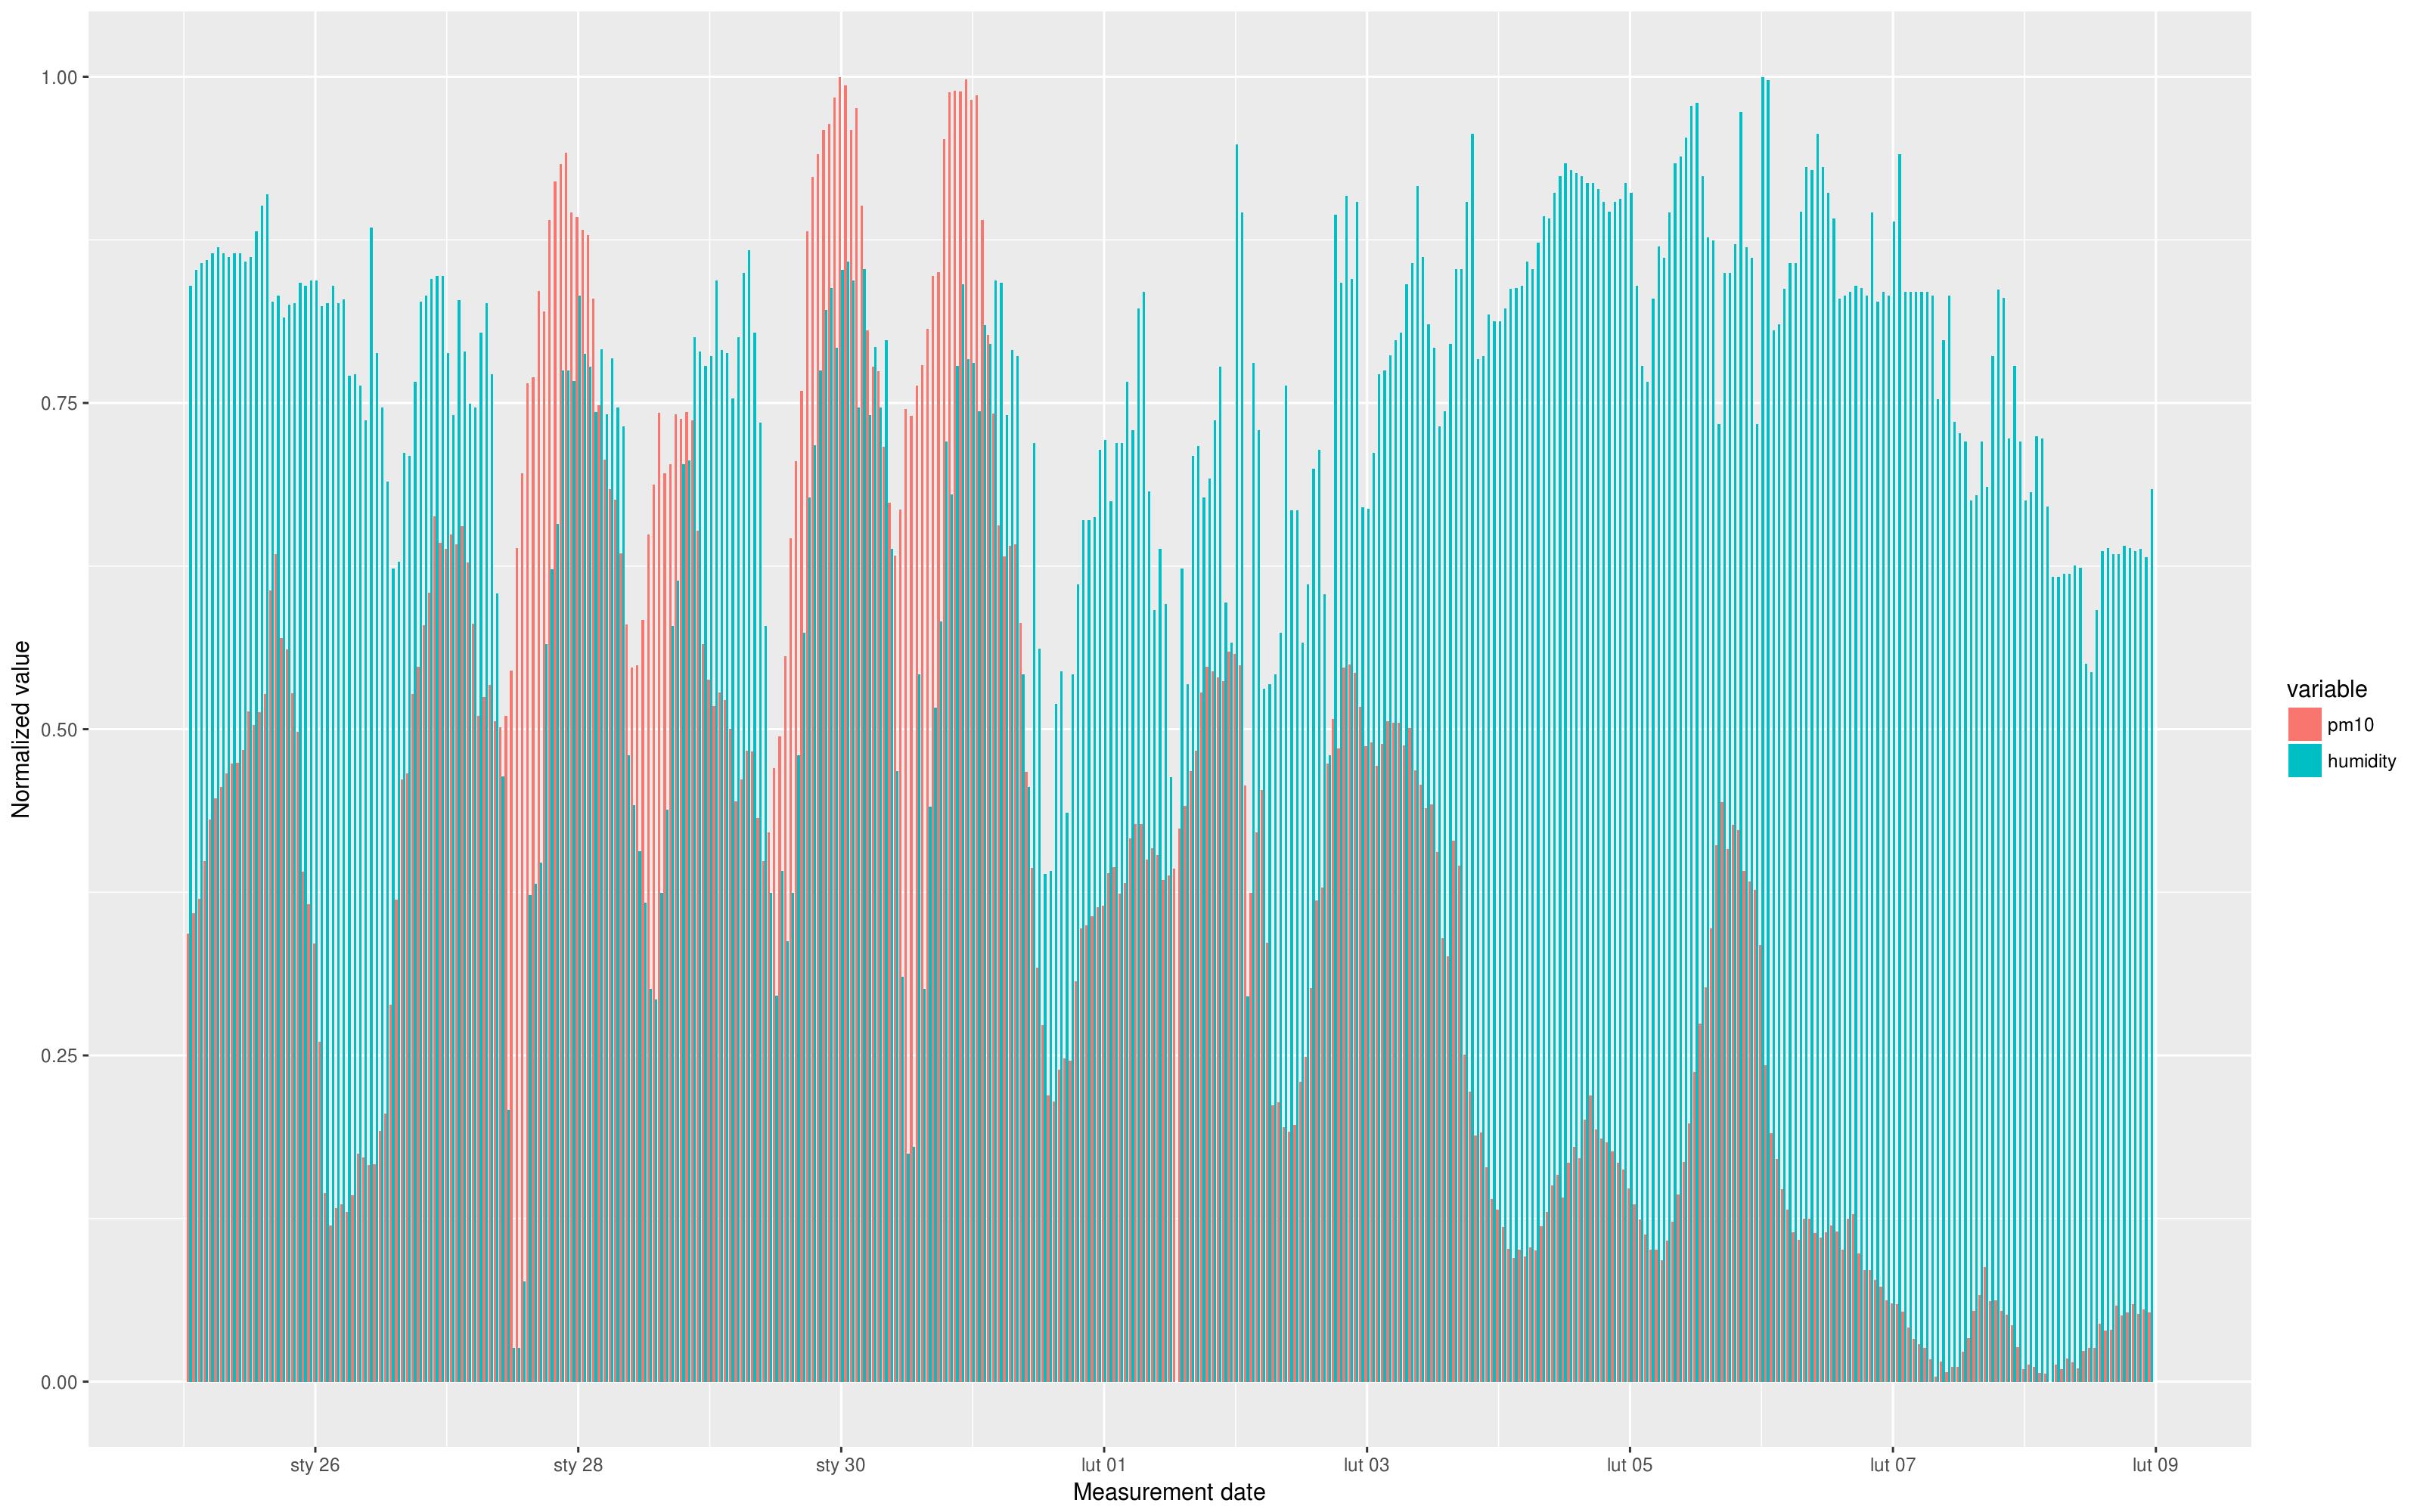 1.00
0.75
0.50
0.25
0.00
Normalized value
sty 26
sty 28
sty 30
lut 01
lut 03
lut 05
lut 07
lut 09
Measurement date
variable
pm10
humidity